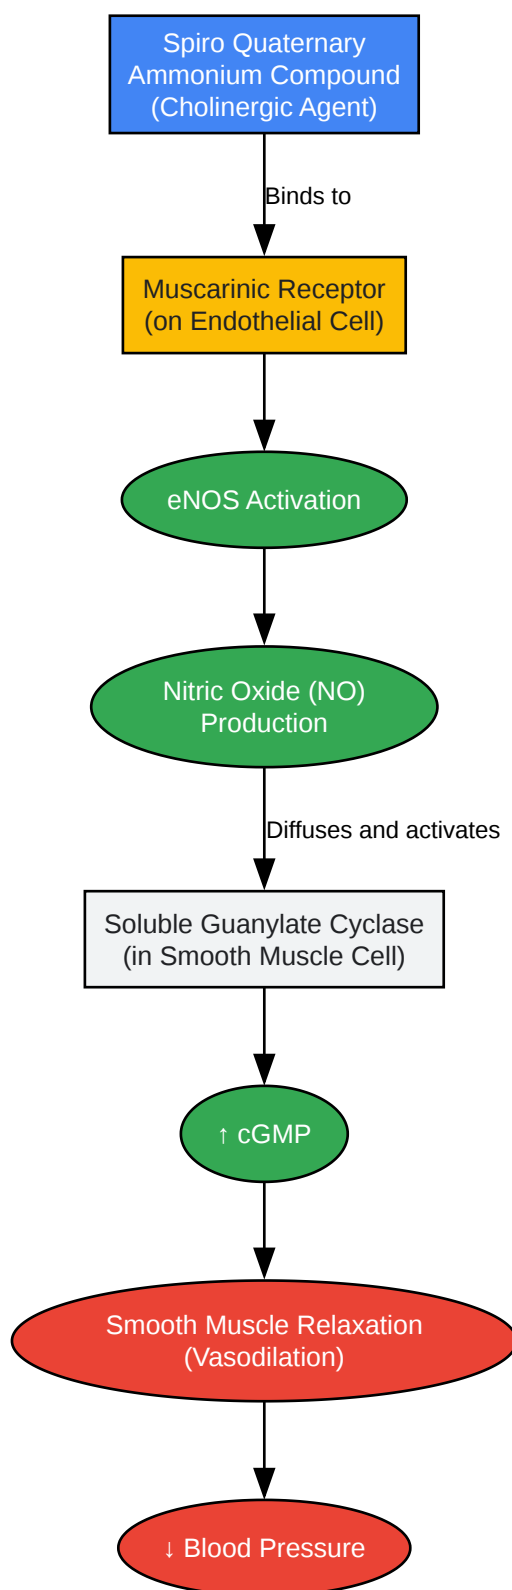 Spiro Quaternary
Ammonium Compound
(Cholinergic Agent)
Binds to
Muscarinic Receptor
(on Endothelial Cell)
eNOS Activation
Nitric Oxide (NO)
Production
Diffuses and activates
Soluble Guanylate Cyclase
(in Smooth Muscle Cell)
↑ cGMP
Smooth Muscle Relaxation
(Vasodilation)
↓ Blood Pressure